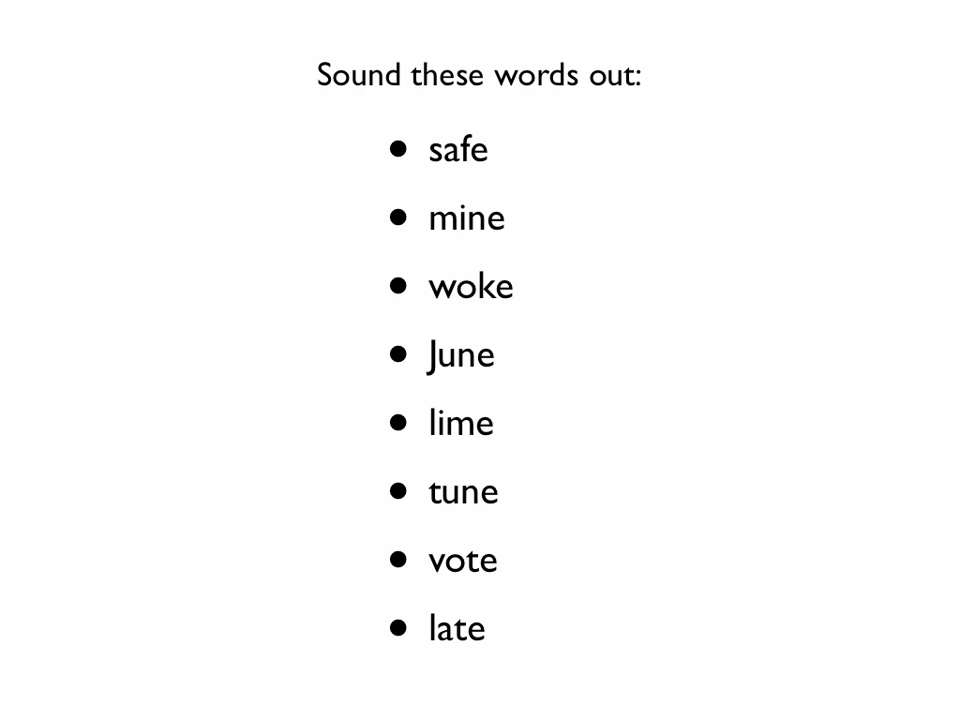 Sound these words out:
• safe
• mine
• woke
• June
• lime
• tune
• vote
• late